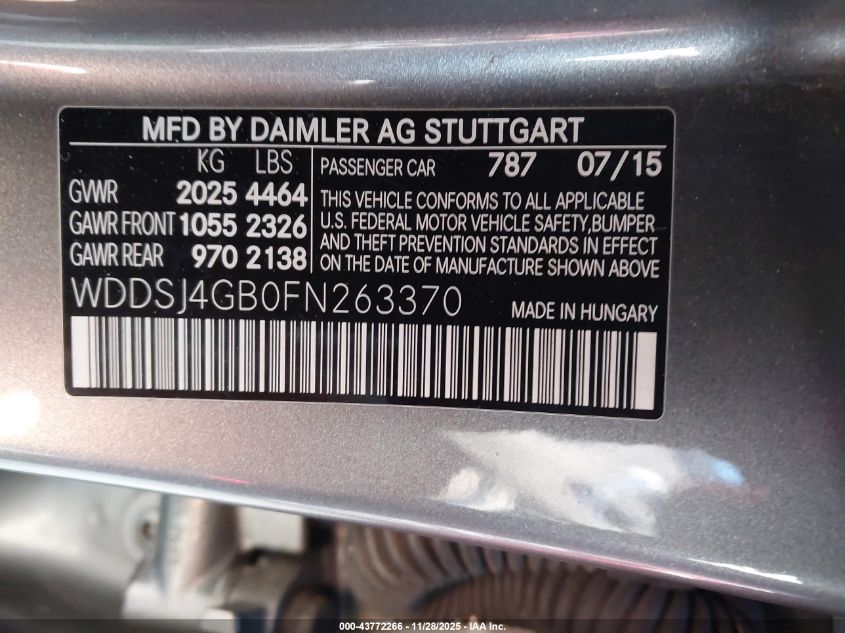 MFD BY DAIMLER AG STUTTGART
KG LBS
GVWR 2025 4464
GAWR FRONT 1055 2326
GAWR REAR 970 2138
PASSENGER CAR 787 07/15
THIS VEHICLE CONFORMS TO ALL APPLICABLE
U.S. FEDERAL MOTOR VEHICLE SAFETY,BUMPER
AND THEFT PREVENTION STANDARDS IN EFFECT
ON THE DATE OF MANUFACTURE SHOWN ABOVE
WDDSJ4GB0FN263370
MADE IN HUNGARY
000-43772266 - 11/28/2025 - IAA Inc.